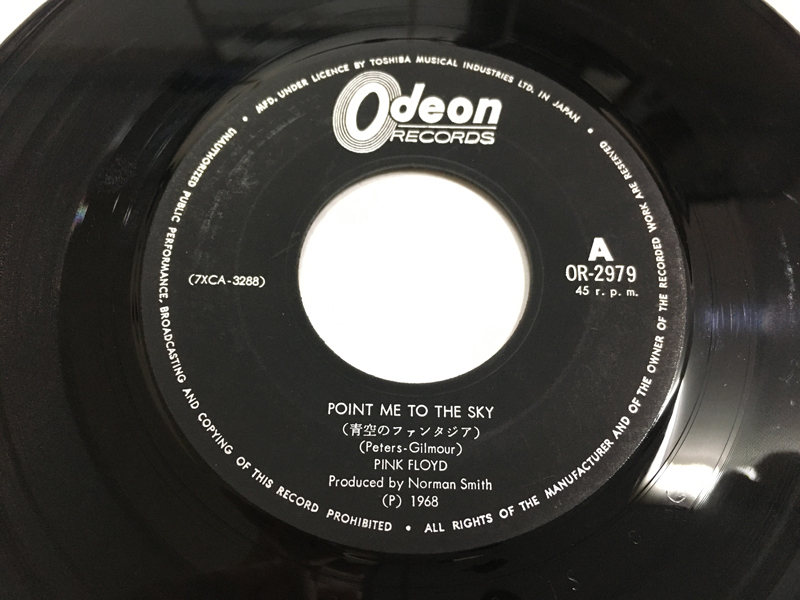 MFD. UNDER LICENCE BY TOSHIBA MUSICAL INDUSTRIES LTD. IN JAPAN
Odeon
RECORDS
(7XCA-3288)
A
OR-2979
45 r. p. m.
POINT ME TO THE SKY
(青空のファンタジア)
(Peters-Gilmour)
PINK FLOYD
Produced by Norman Smith
(P) 1968
• ALL RIGHTS OF THE MANUFACTURER AND OF THE OWNER OF THE RECORDED WORK ARE RESERVED •
UNAUTHORIZED PUBLIC PERFORMANCE, BROADCASTING AND COPYING OF THIS RECORD PROHIBITED •